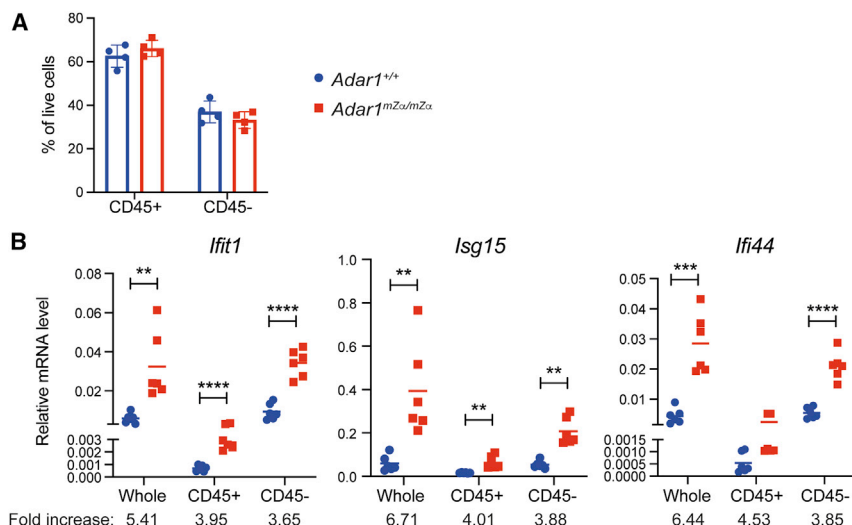 A
% of live cells
80
60
40
20
0
CD45+
CD45-
Adar1+/+
Adar1mZα/mZα
B
Ifit1
Isg15
Ifi44
Relative mRNA level
0.08
0.06
0.04
0.02
0.003
0.002
0.001
0.000
**
****
****
Whole
CD45+
CD45-
1.0
0.8
0.6
0.4
0.2
0.0
**
**
**
Whole
CD45+
CD45-
0.05
0.04
0.03
0.02
0.01
0.0015
0.0010
0.0005
0.0000
***
****
Whole
CD45+
CD45-
Fold increase: 5.41 3.95 3.65 6.71 4.01 3.88 6.44 4.53 3.85